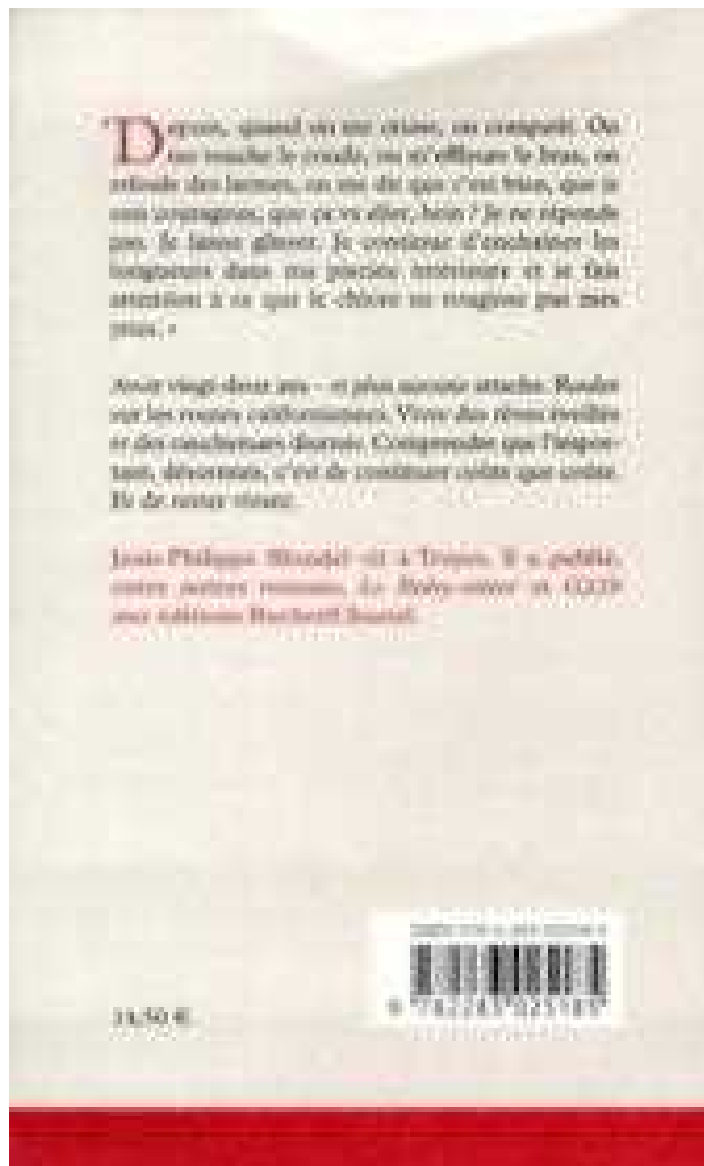 Depuis, quand on me croise, on compatit. On
me touche le coude, on m'effleure le bras, on
refoule des larmes, on me dit que c'est bien, que je
suis courageux, que ça va aller, hein ? Je ne réponds
pas. Je laisse glisser. Je continue d'enchaîner les
longueurs dans ma piscine intérieure et je fais
attention à ce que le chlore ne rougisse pas mes
yeux. »
Avoir vingt-deux ans – et plus aucune attache. Rouler
sur les routes californiennes. Vivre des rêves éveillés
et des cauchemars diurnes. Comprendre que l'impor-
tant, désormais, c'est de continuer coûte que coûte.
Et de rester vivant.
Jean-Philippe Blondel vit à Troyes. Il a publié,
entre autres romans, Le Baby-sitter et G229
aux éditions Buchet/Chastel.
14,50 €
9 782283 025185